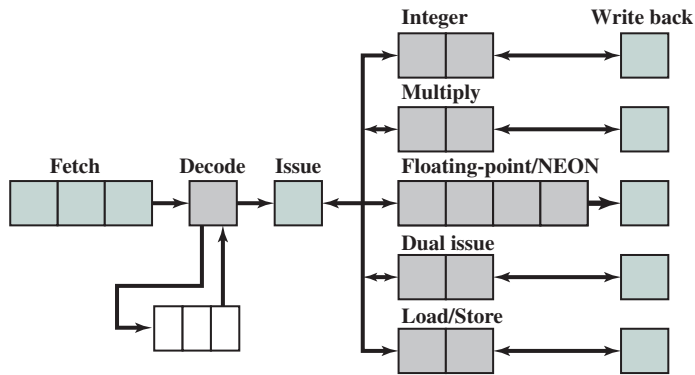 Integer
Write back
Multiply
Fetch
Decode
Issue
Floating-point/NEON
Dual issue
Load/Store